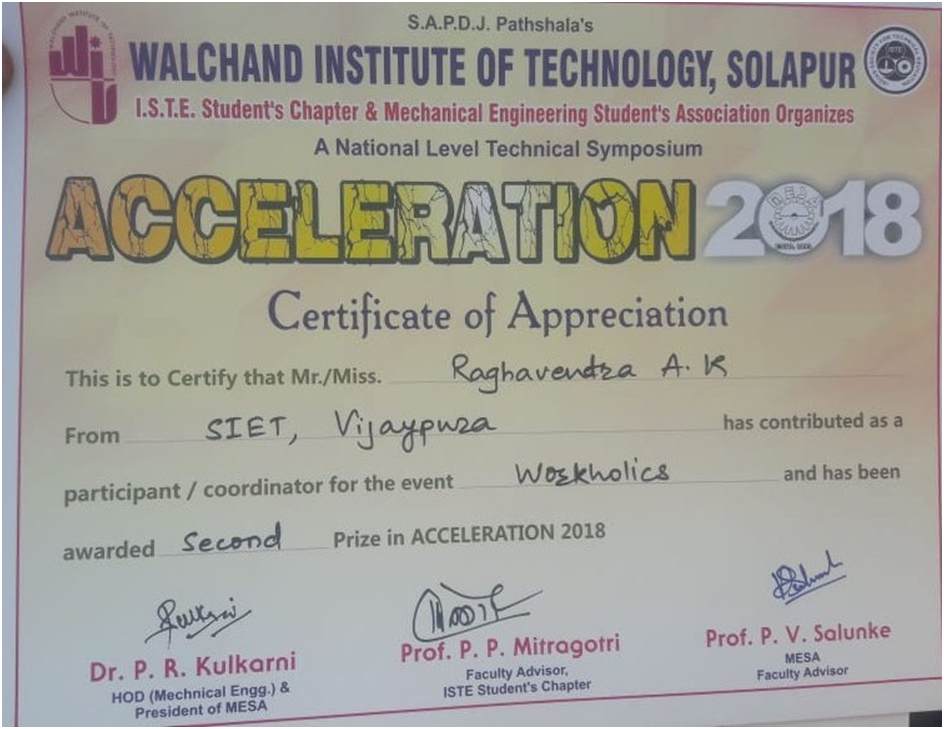 S.A.P.D.J. Pathshala's
WALCHAND INSTITUTE OF TECHNOLOGY, SOLAPUR
I.S.T.E. Student's Chapter & Mechanical Engineering Student's Association Organizes
A National Level Technical Symposium
ACCELERATION 2018
Certificate of Appreciation
This is to Certify that Mr./Miss. Raghavendra A. K
From SIET, Vijaypura has contributed as a
participant / coordinator for the event Workholics and has been
awarded Second Prize in ACCELERATION 2018
Dr. P. R. Kulkarni
HOD (Mechnical Engg.) &
President of MESA
Prof. P. P. Mitragotri
Faculty Advisor,
ISTE Student's Chapter
Prof. P. V. Salunke
MESA
Faculty Advisor